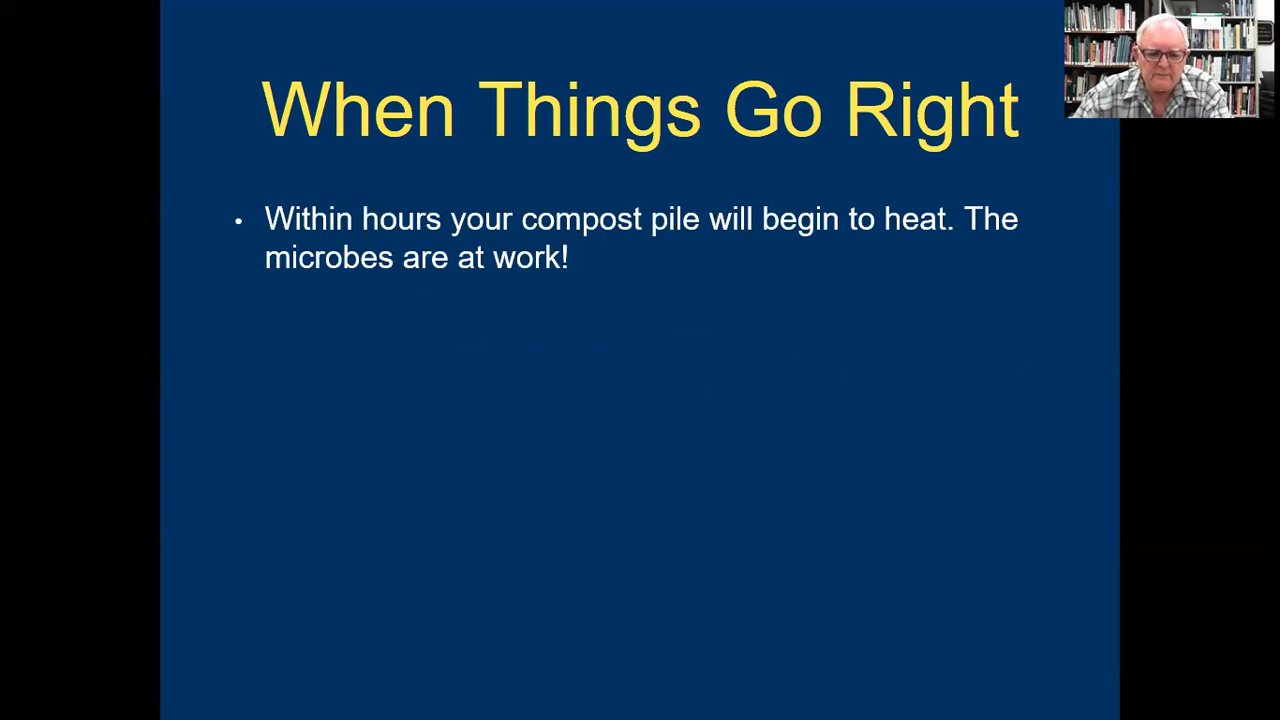 When Things Go Right
• Within hours your compost pile will begin to heat. The
microbes are at work!